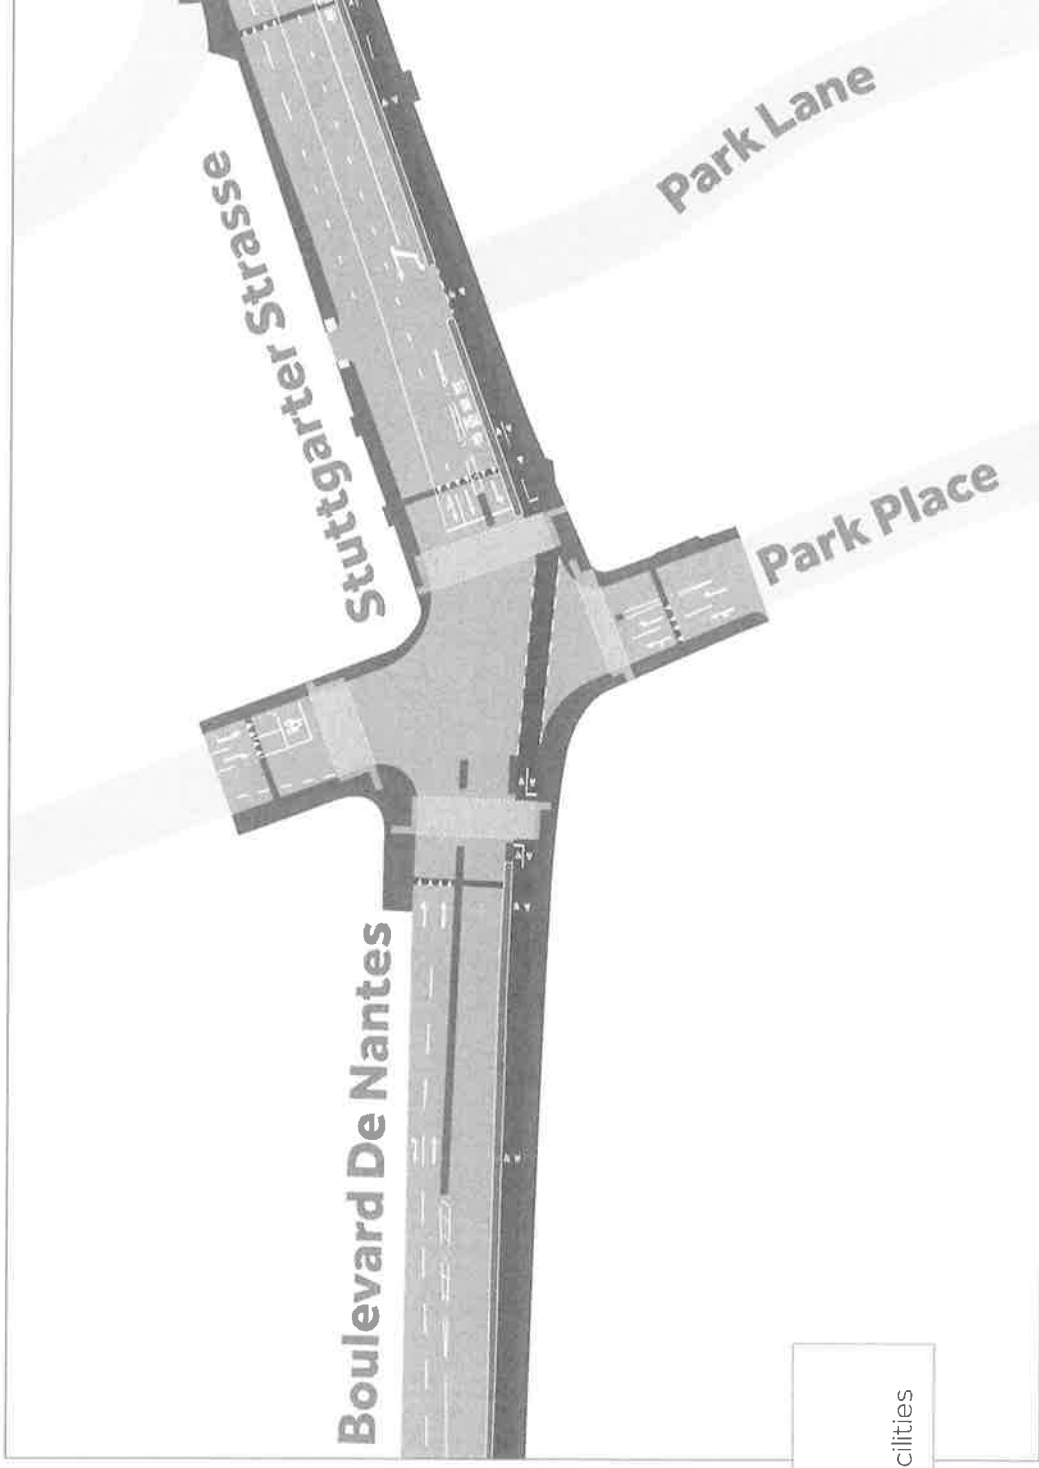 Park Lane
Stuttgarter Strasse
Park Place
Boulevard De Nantes
cilities